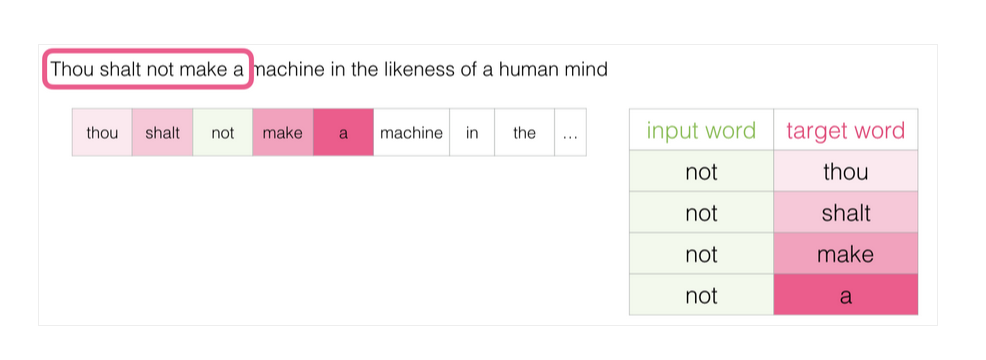 Thou shalt not make a machine in the likeness of a human mind
thou shalt not make a machine in the ...
input word target word
not thou
not shalt
not make
not a